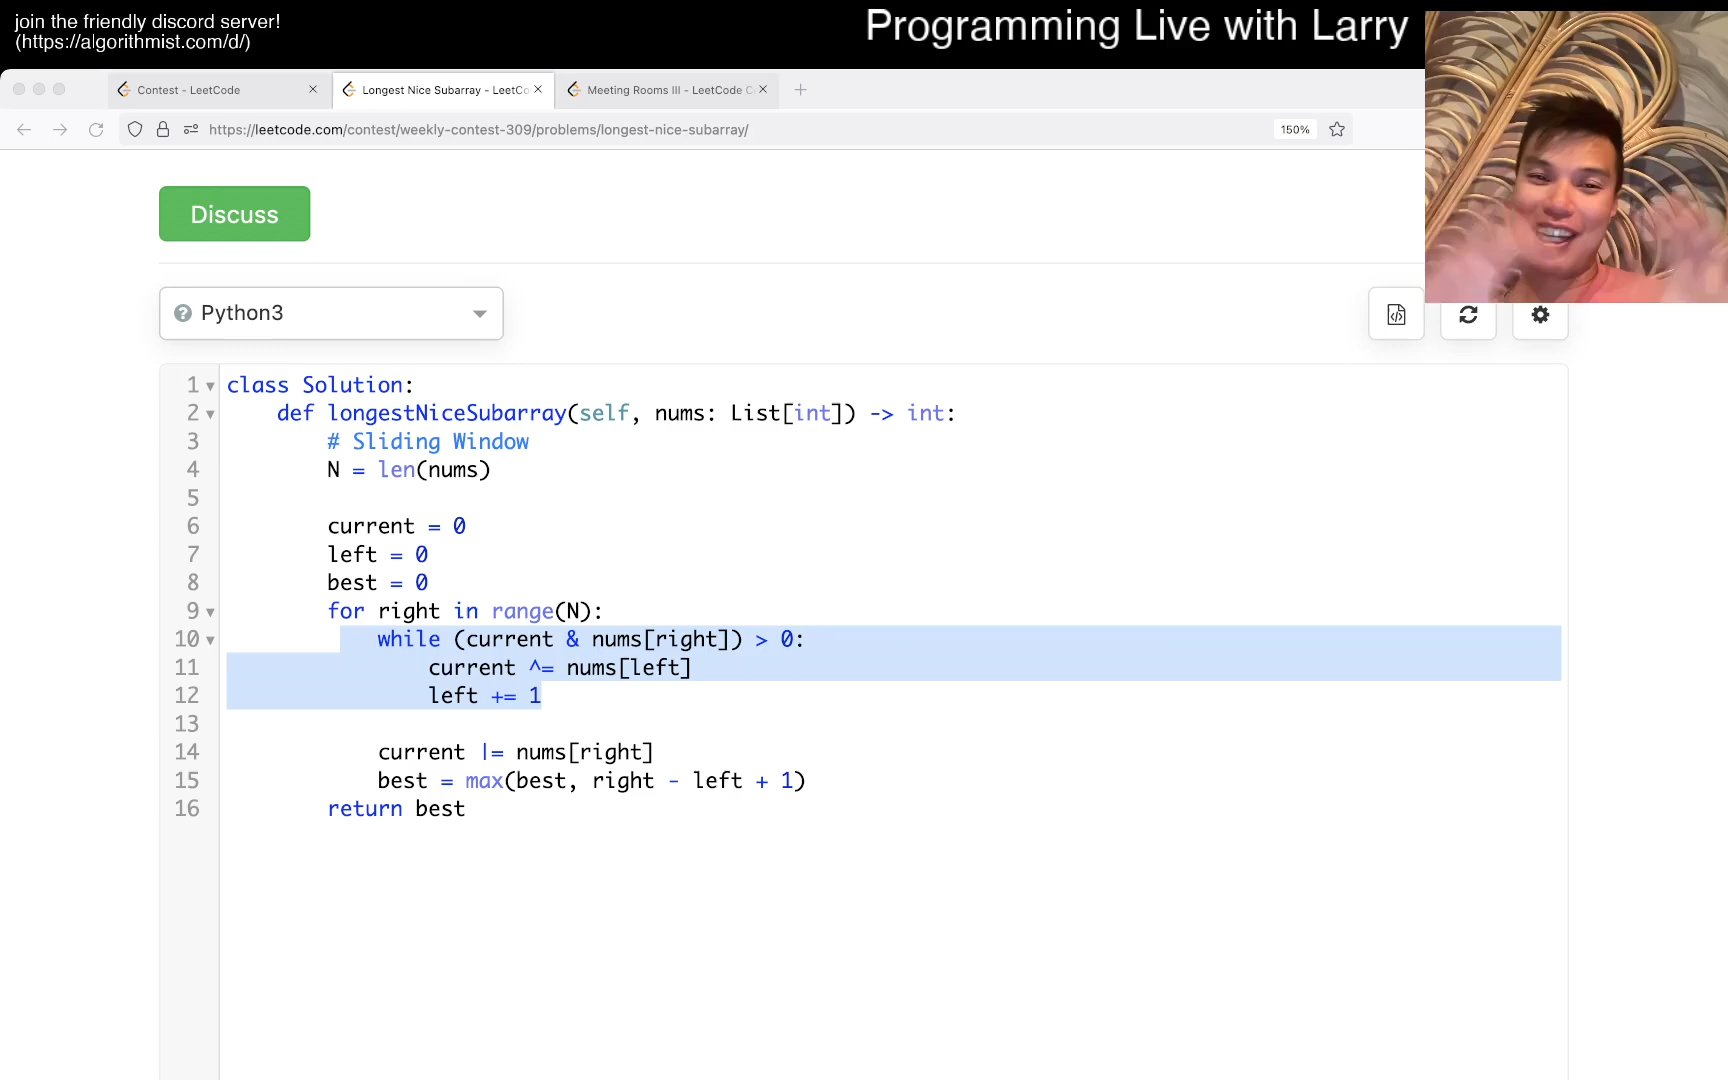 join the friendly discord server!
(https://algorithmist.com/d/)
Programming Live with Larry
Contest - LeetCode
Longest Nice Subarray - LeetCo
Meeting Rooms III - LeetCode C
https://leetcode.com/contest/weekly-contest-309/problems/longest-nice-subarray/
150%
Discuss
? Python3
1 class Solution:
2     def longestNiceSubarray(self, nums: List[int]) -> int:
3         # Sliding Window
4         N = len(nums)
5
6         current = 0
7         left = 0
8         best = 0
9         for right in range(N):
10             while (current & nums[right]) > 0:
11                 current ^= nums[left]
12                 left += 1
13
14             current |= nums[right]
15             best = max(best, right - left + 1)
16         return best